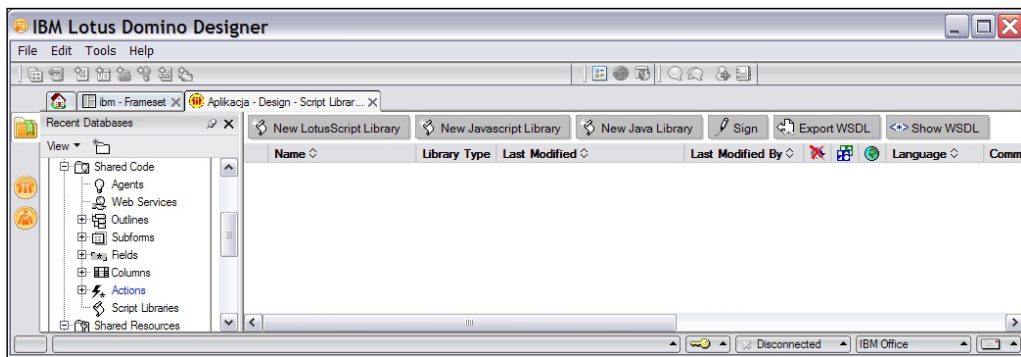 IBM Lotus Domino Designer
File Edit Tools Help
ibm - Frameset Aplikacja - Design - Script Librar...
Recent Databases New LotusScript Library New Javascript Library New Java Library Sign Export WSDL <*> Show WSDL
View
Name Library Type Last Modified Last Modified By Language Comm
Shared Code
Agents
Web Services
Outlines
Subforms
Fields
Columns
Actions
Script Libraries
Shared Resources
Disconnected IBM Office